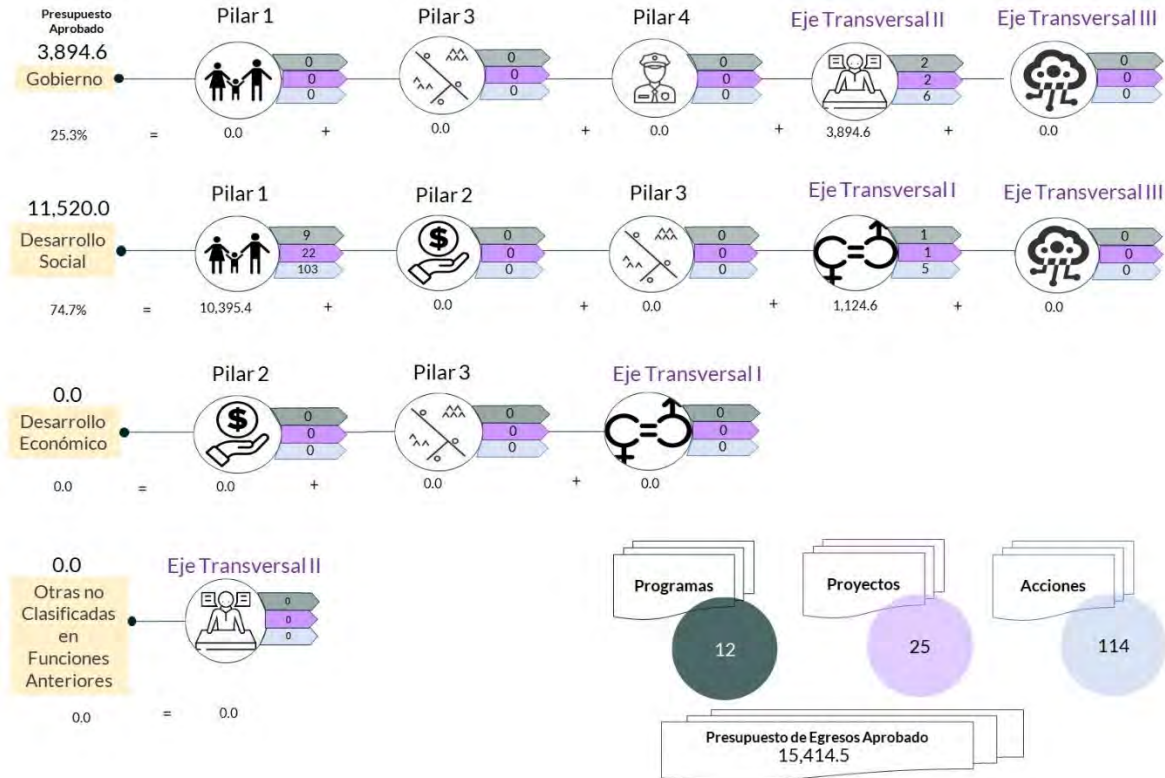 Presupuesto
Aprobado
3,894.6
Gobierno
Pilar 1
0
0
0
Pilar 3
0
0
0
Pilar 4
0
0
0
Eje Transversal II
2
2
6
Eje Transversal III
0
0
0
25.3% = 0.0 + 0.0 + 0.0 + 3,894.6 + 0.0
11,520.0
Desarrollo
Social
Pilar 1
9
22
103
Pilar 2
$
0
0
0
Pilar 3
0
0
0
Eje Transversal I
1
1
5
Eje Transversal III
0
0
0
74.7% = 10,395.4 + 0.0 + 0.0 + 1,124.6 + 0.0
0.0
Desarrollo
Económico
Pilar 2
$
0
0
0
Pilar 3
0
0
0
Eje Transversal I
0
0
0
0.0 = 0.0 + 0.0 + 0.0
0.0
Otras no
Clasificadas
en
Funciones
Anteriores
Eje Transversal II
0
0
0
0.0 = 0.0
Programas
12
Proyectos
25
Acciones
114
Presupuesto de Egresos Aprobado
15,414.5